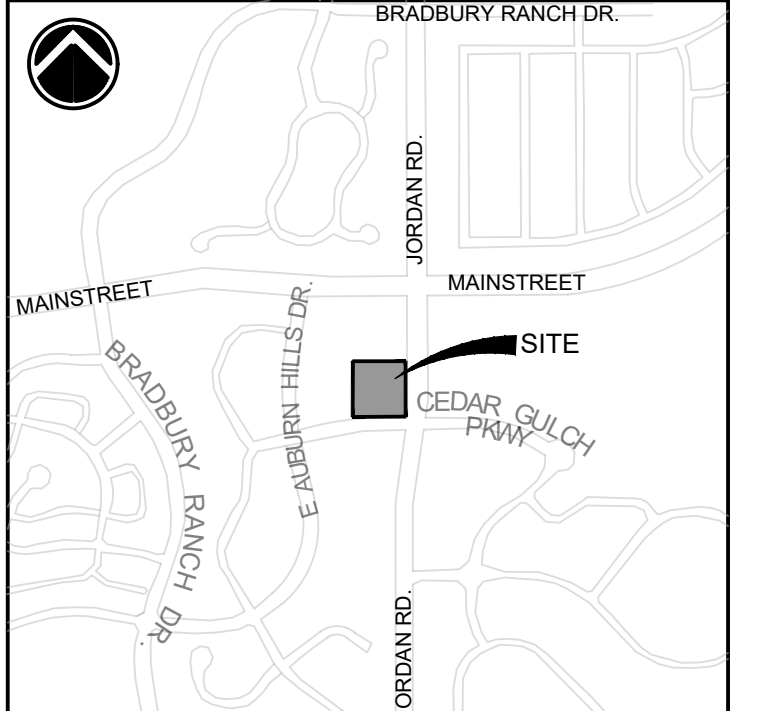 BRADBURY RANCH DR.
JORDAN RD.
MAINSTREET
MAINSTREET
E AUBURN HILLS DR.
SITE
BRADBURY RANCH DR.
CEDAR GULCH
PKWY
ORDAN RD.